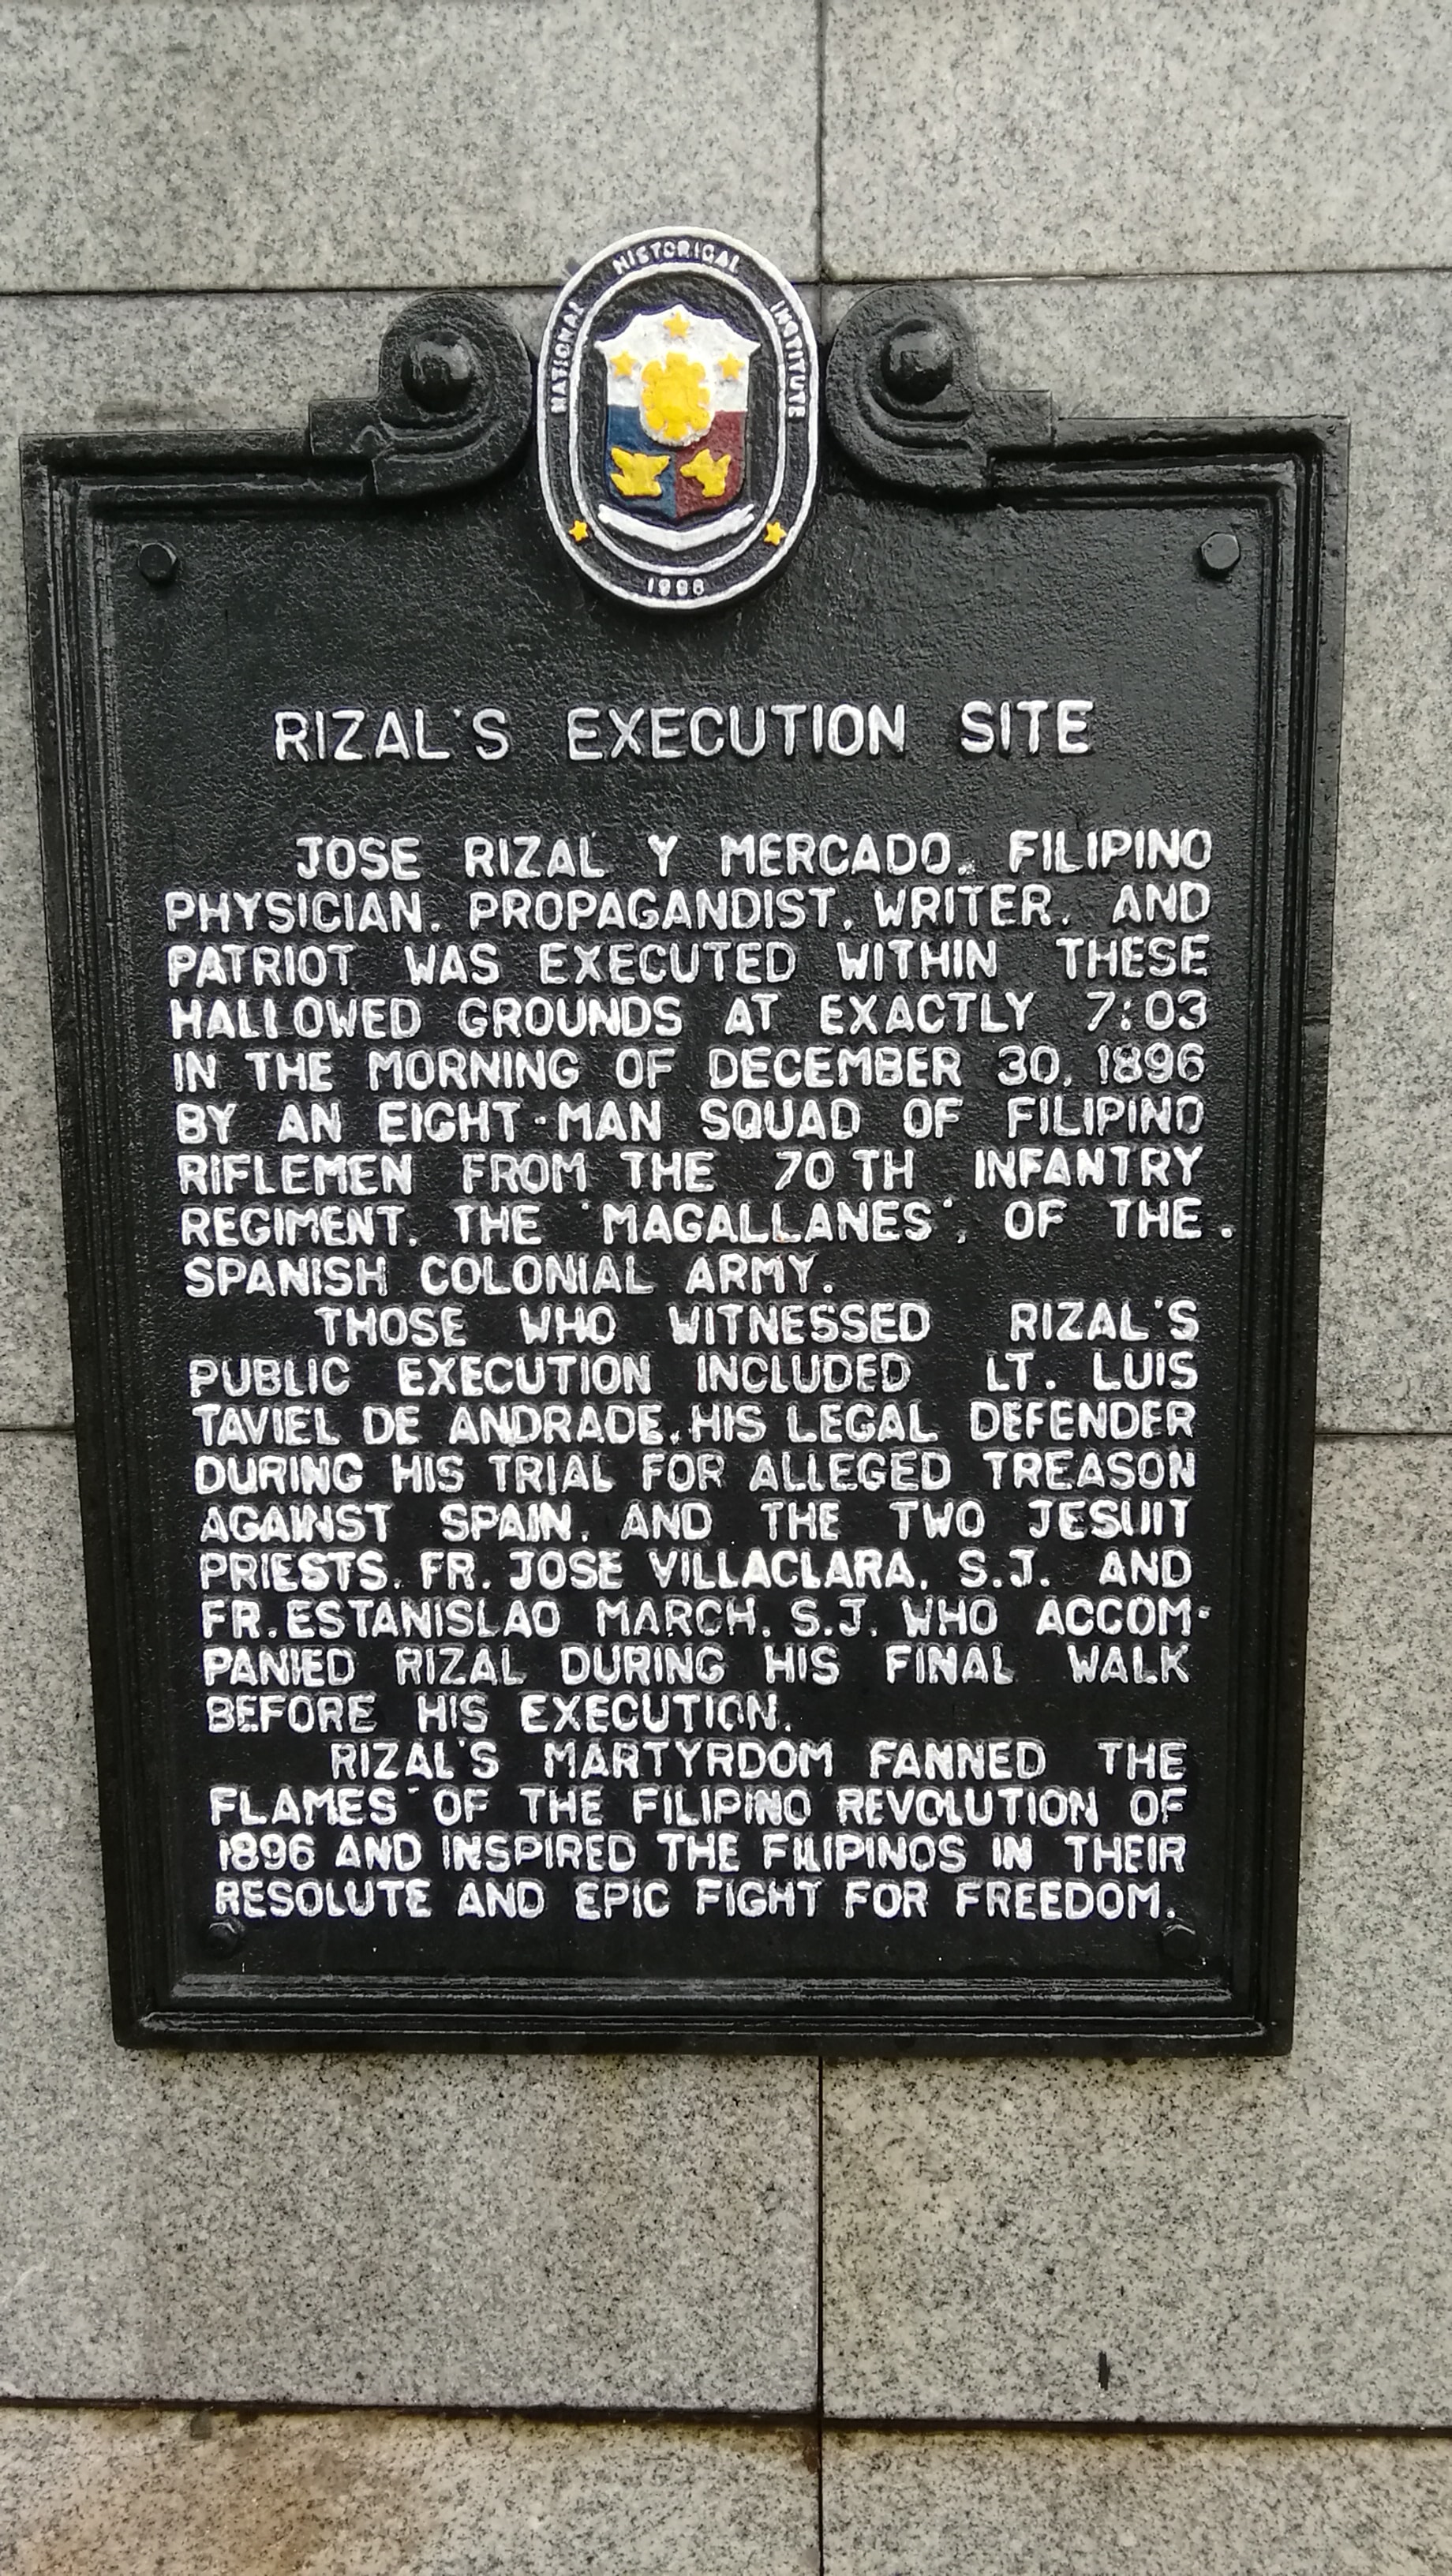 NATIONAL HISTORICAL INSTITUTE
1996
RIZAL'S EXECUTION SITE
JOSE RIZAL Y MERCADO, FILIPINO
PHYSICIAN, PROPAGANDIST, WRITER, AND
PATRIOT WAS EXECUTED WITHIN THESE
HALLOWED GROUNDS AT EXACTLY 7:03
IN THE MORNING OF DECEMBER 30, 1896
BY AN EIGHT-MAN SQUAD OF FILIPINO
RIFLEMEN FROM THE 70TH INFANTRY
REGIMENT, THE "MAGALLANES", OF THE
SPANISH COLONIAL ARMY.
THOSE WHO WITNESSED RIZAL'S
PUBLIC EXECUTION INCLUDED LT. LUIS
TAVIEL DE ANDRADE, HIS LEGAL DEFENDER
DURING HIS TRIAL FOR ALLEGED TREASON
AGAINST SPAIN, AND THE TWO JESUIT
PRIESTS, FR. JOSE VILLACLARA, S.J. AND
FR. ESTANISLAO MARCH, S.J. WHO ACCOM-
PANIED RIZAL DURING HIS FINAL WALK
BEFORE HIS EXECUTION.
RIZAL'S MARTYRDOM FANNED THE
FLAMES OF THE FILIPINO REVOLUTION OF
1896 AND INSPIRED THE FILIPINOS IN THEIR
RESOLUTE AND EPIC FIGHT FOR FREEDOM.